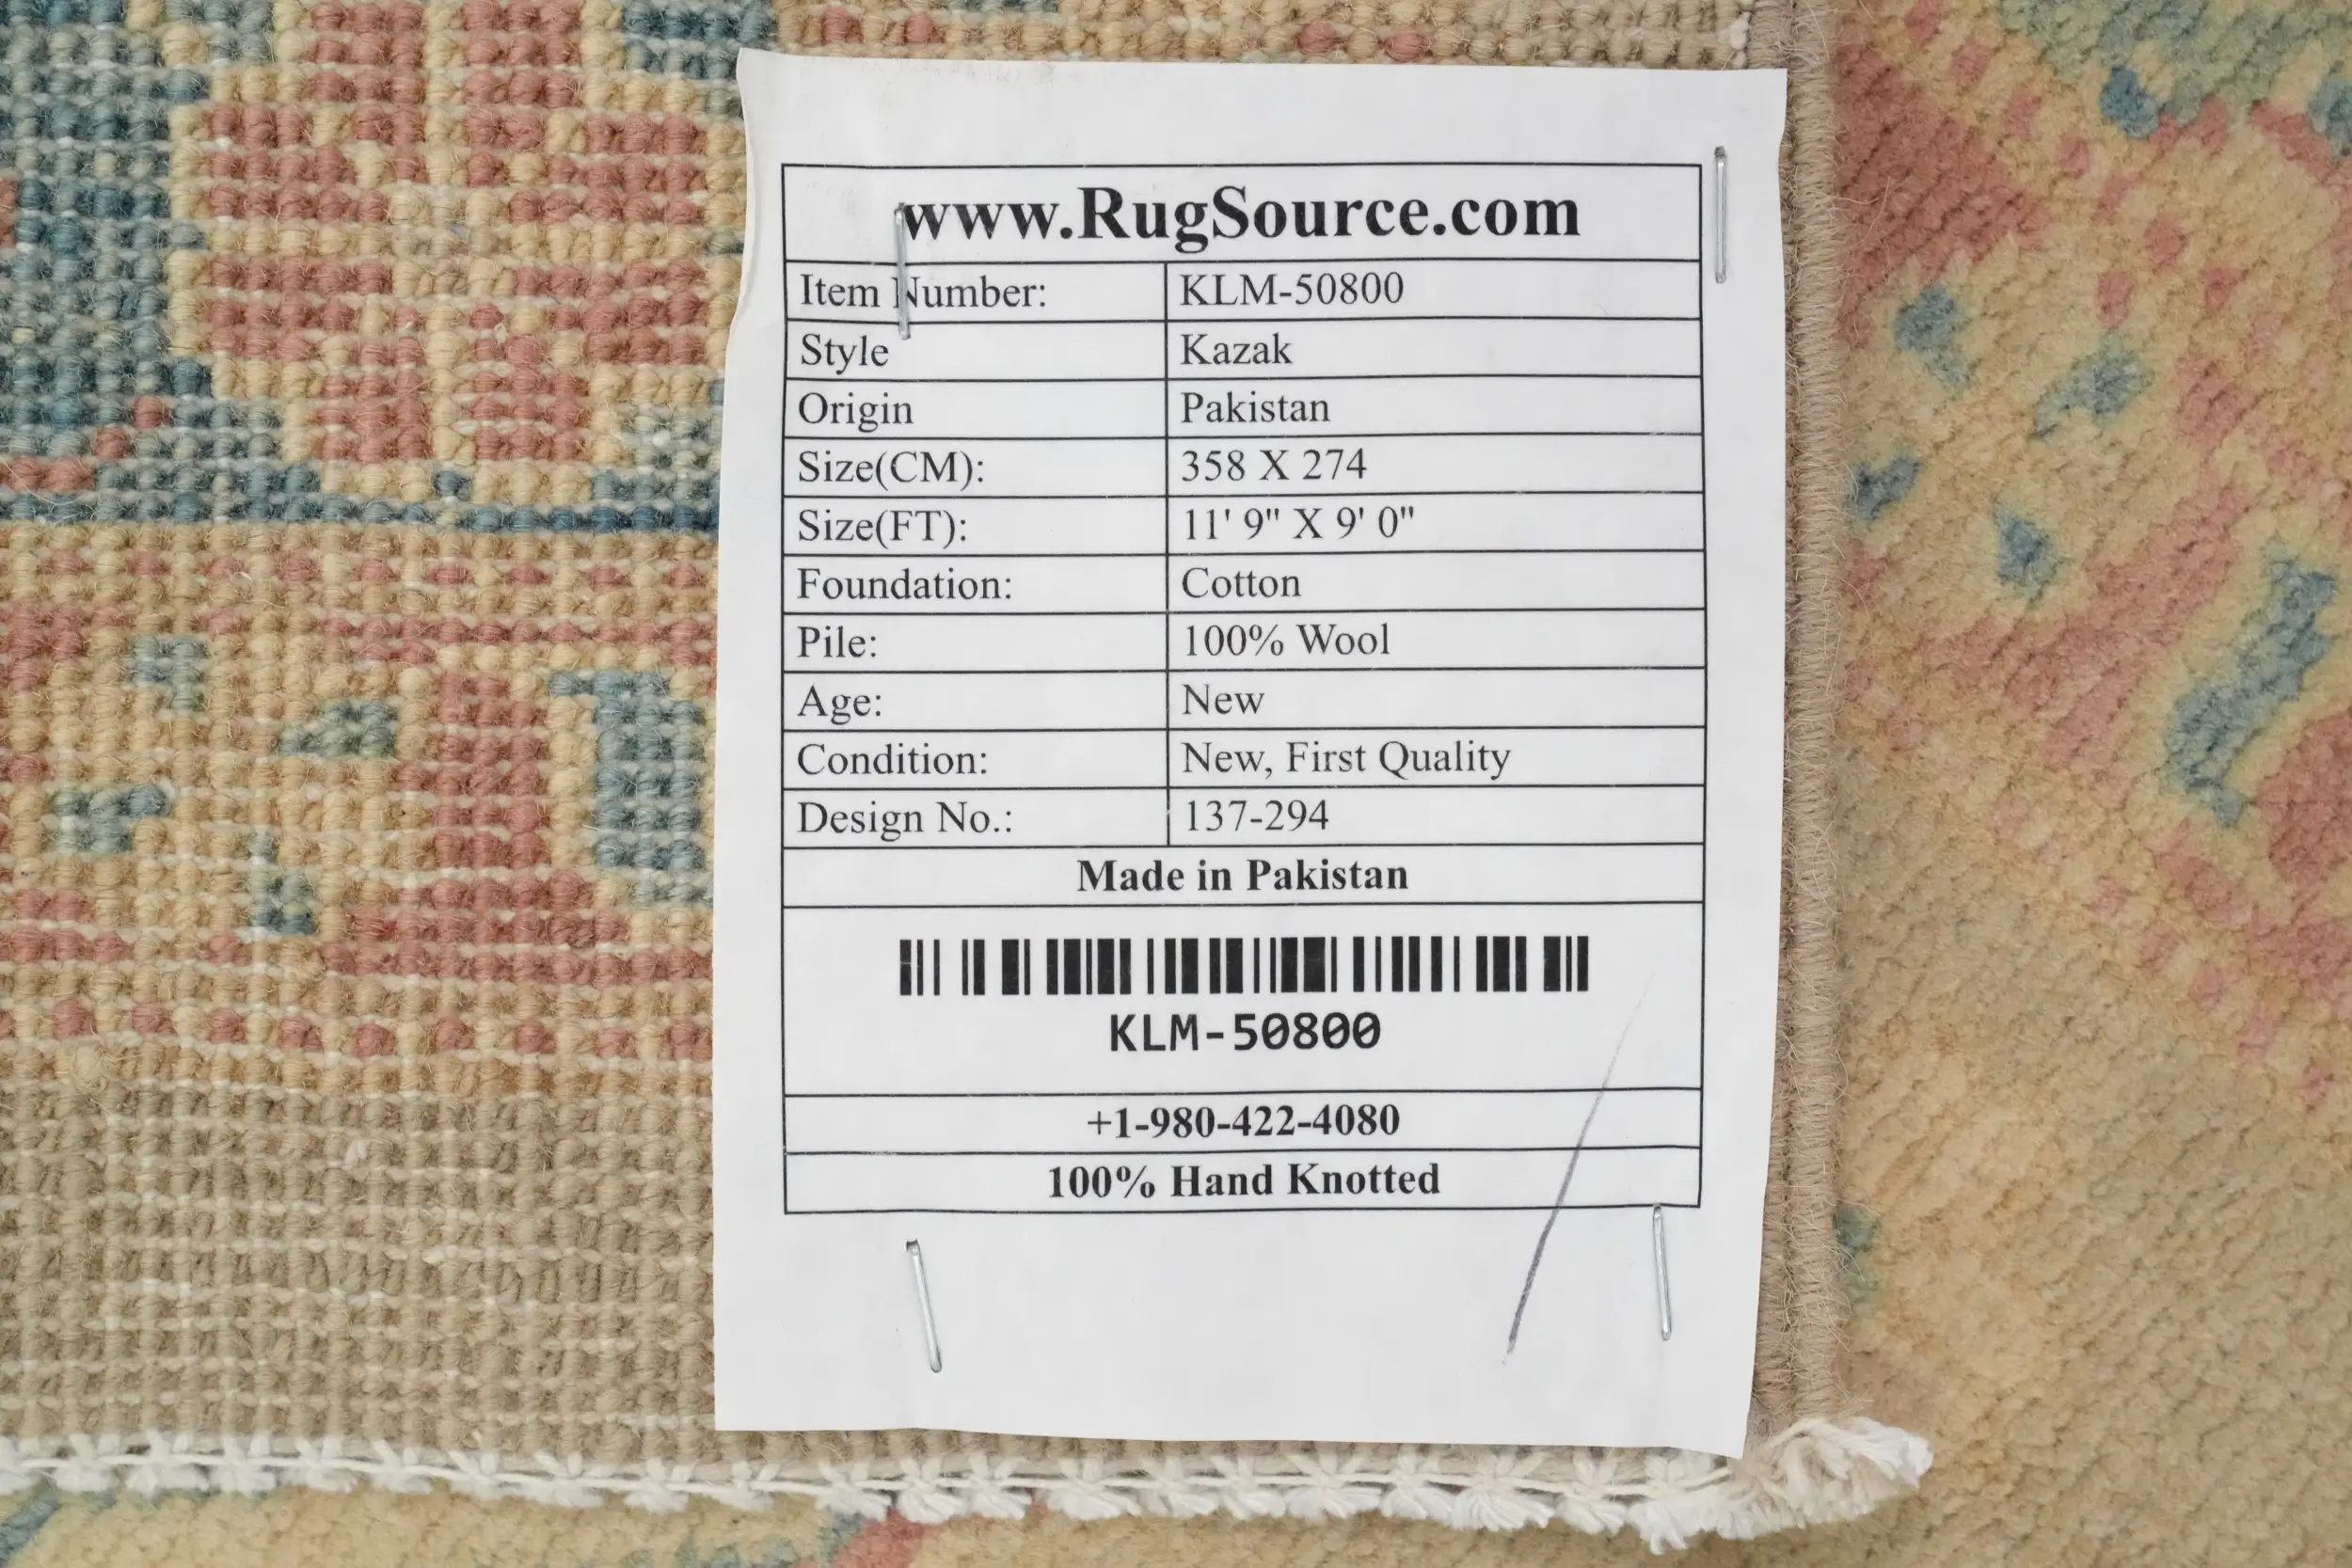 www.RugSource.com
Item Number: KLM-50800
Style Kazak
Origin Pakistan
Size(CM): 358 X 274
Size(FT): 11' 9" X 9' 0"
Foundation: Cotton
Pile: 100% Wool
Age: New
Condition: New, First Quality
Design No.: 137-294
Made in Pakistan
KLM-50800
+1-980-422-4080
100% Hand Knotted